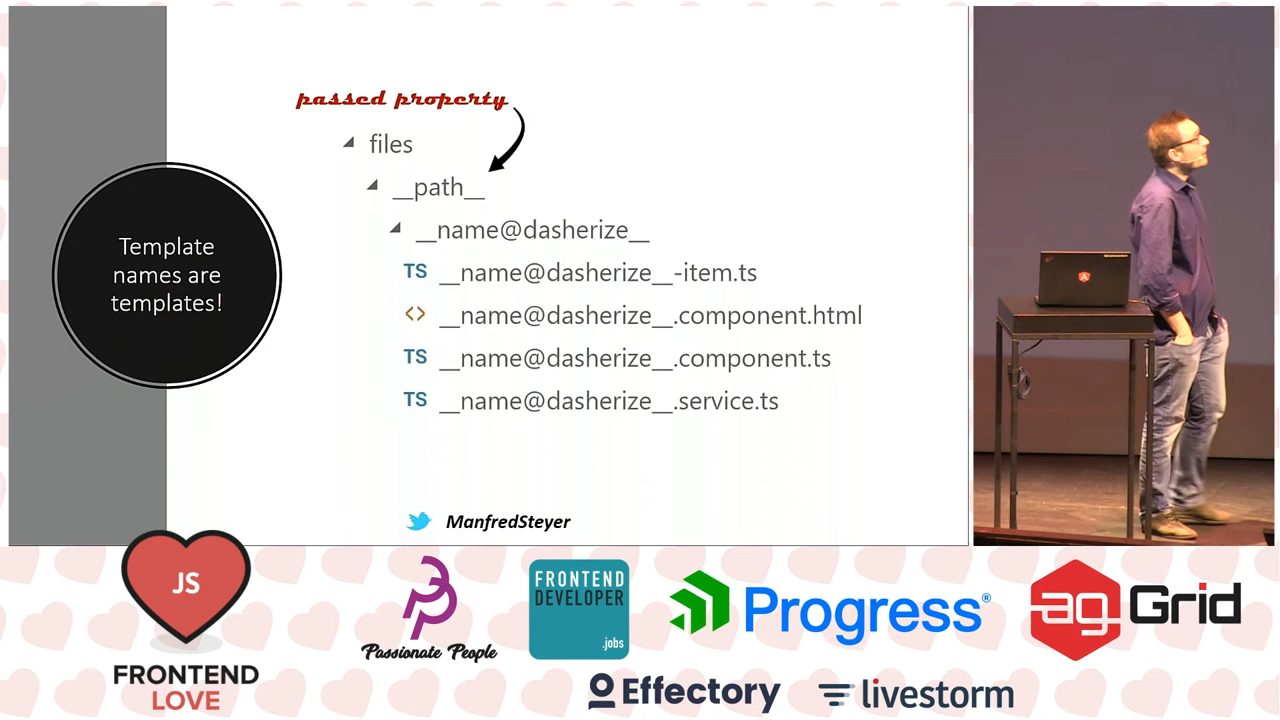 passed property
files
__path__
__name@dasherize__
TS __name@dasherize__-item.ts
<> __name@dasherize__.component.html
TS __name@dasherize__.component.ts
TS __name@dasherize__.service.ts
Template
names are
templates!
ManfredSteyer
JS
FRONTEND
LOVE
Passionate People
FRONTEND
DEVELOPER
.jobs
Progress®
ag Grid
Effectory
livestorm